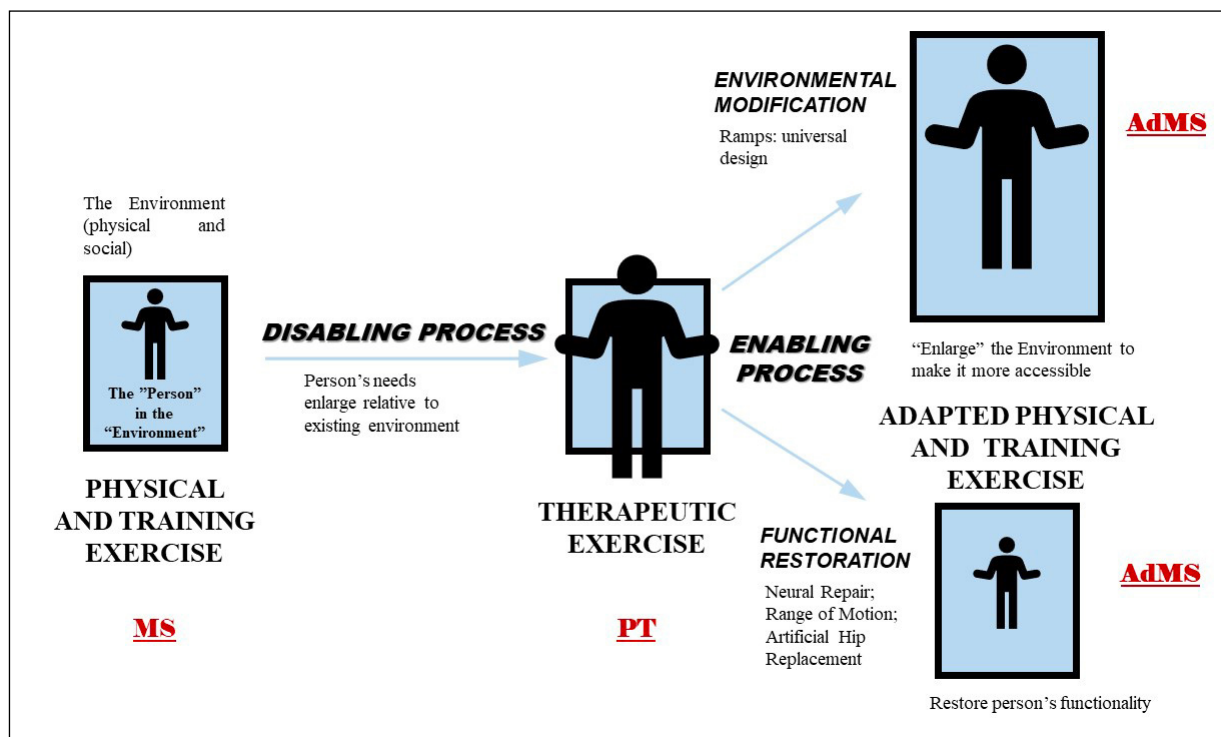 The Environment
(physical and
social)
The ”Person”
in the
“Environment”
PHYSICAL
AND TRAINING
EXERCISE
MS
DISABLING PROCESS
Person’s needs
enlarge relative to
existing environment
THERAPEUTIC
EXERCISE
PT
ENABLING
PROCESS
ENVIRONMENTAL
MODIFICATION
Ramps: universal
design
AdMS
“Enlarge” the Environment to
make it more accessible
ADAPTED PHYSICAL
AND TRAINING
EXERCISE
FUNCTIONAL
RESTORATION
Neural Repair;
Range of Motion;
Artificial Hip
Replacement
AdMS
Restore person’s functionality